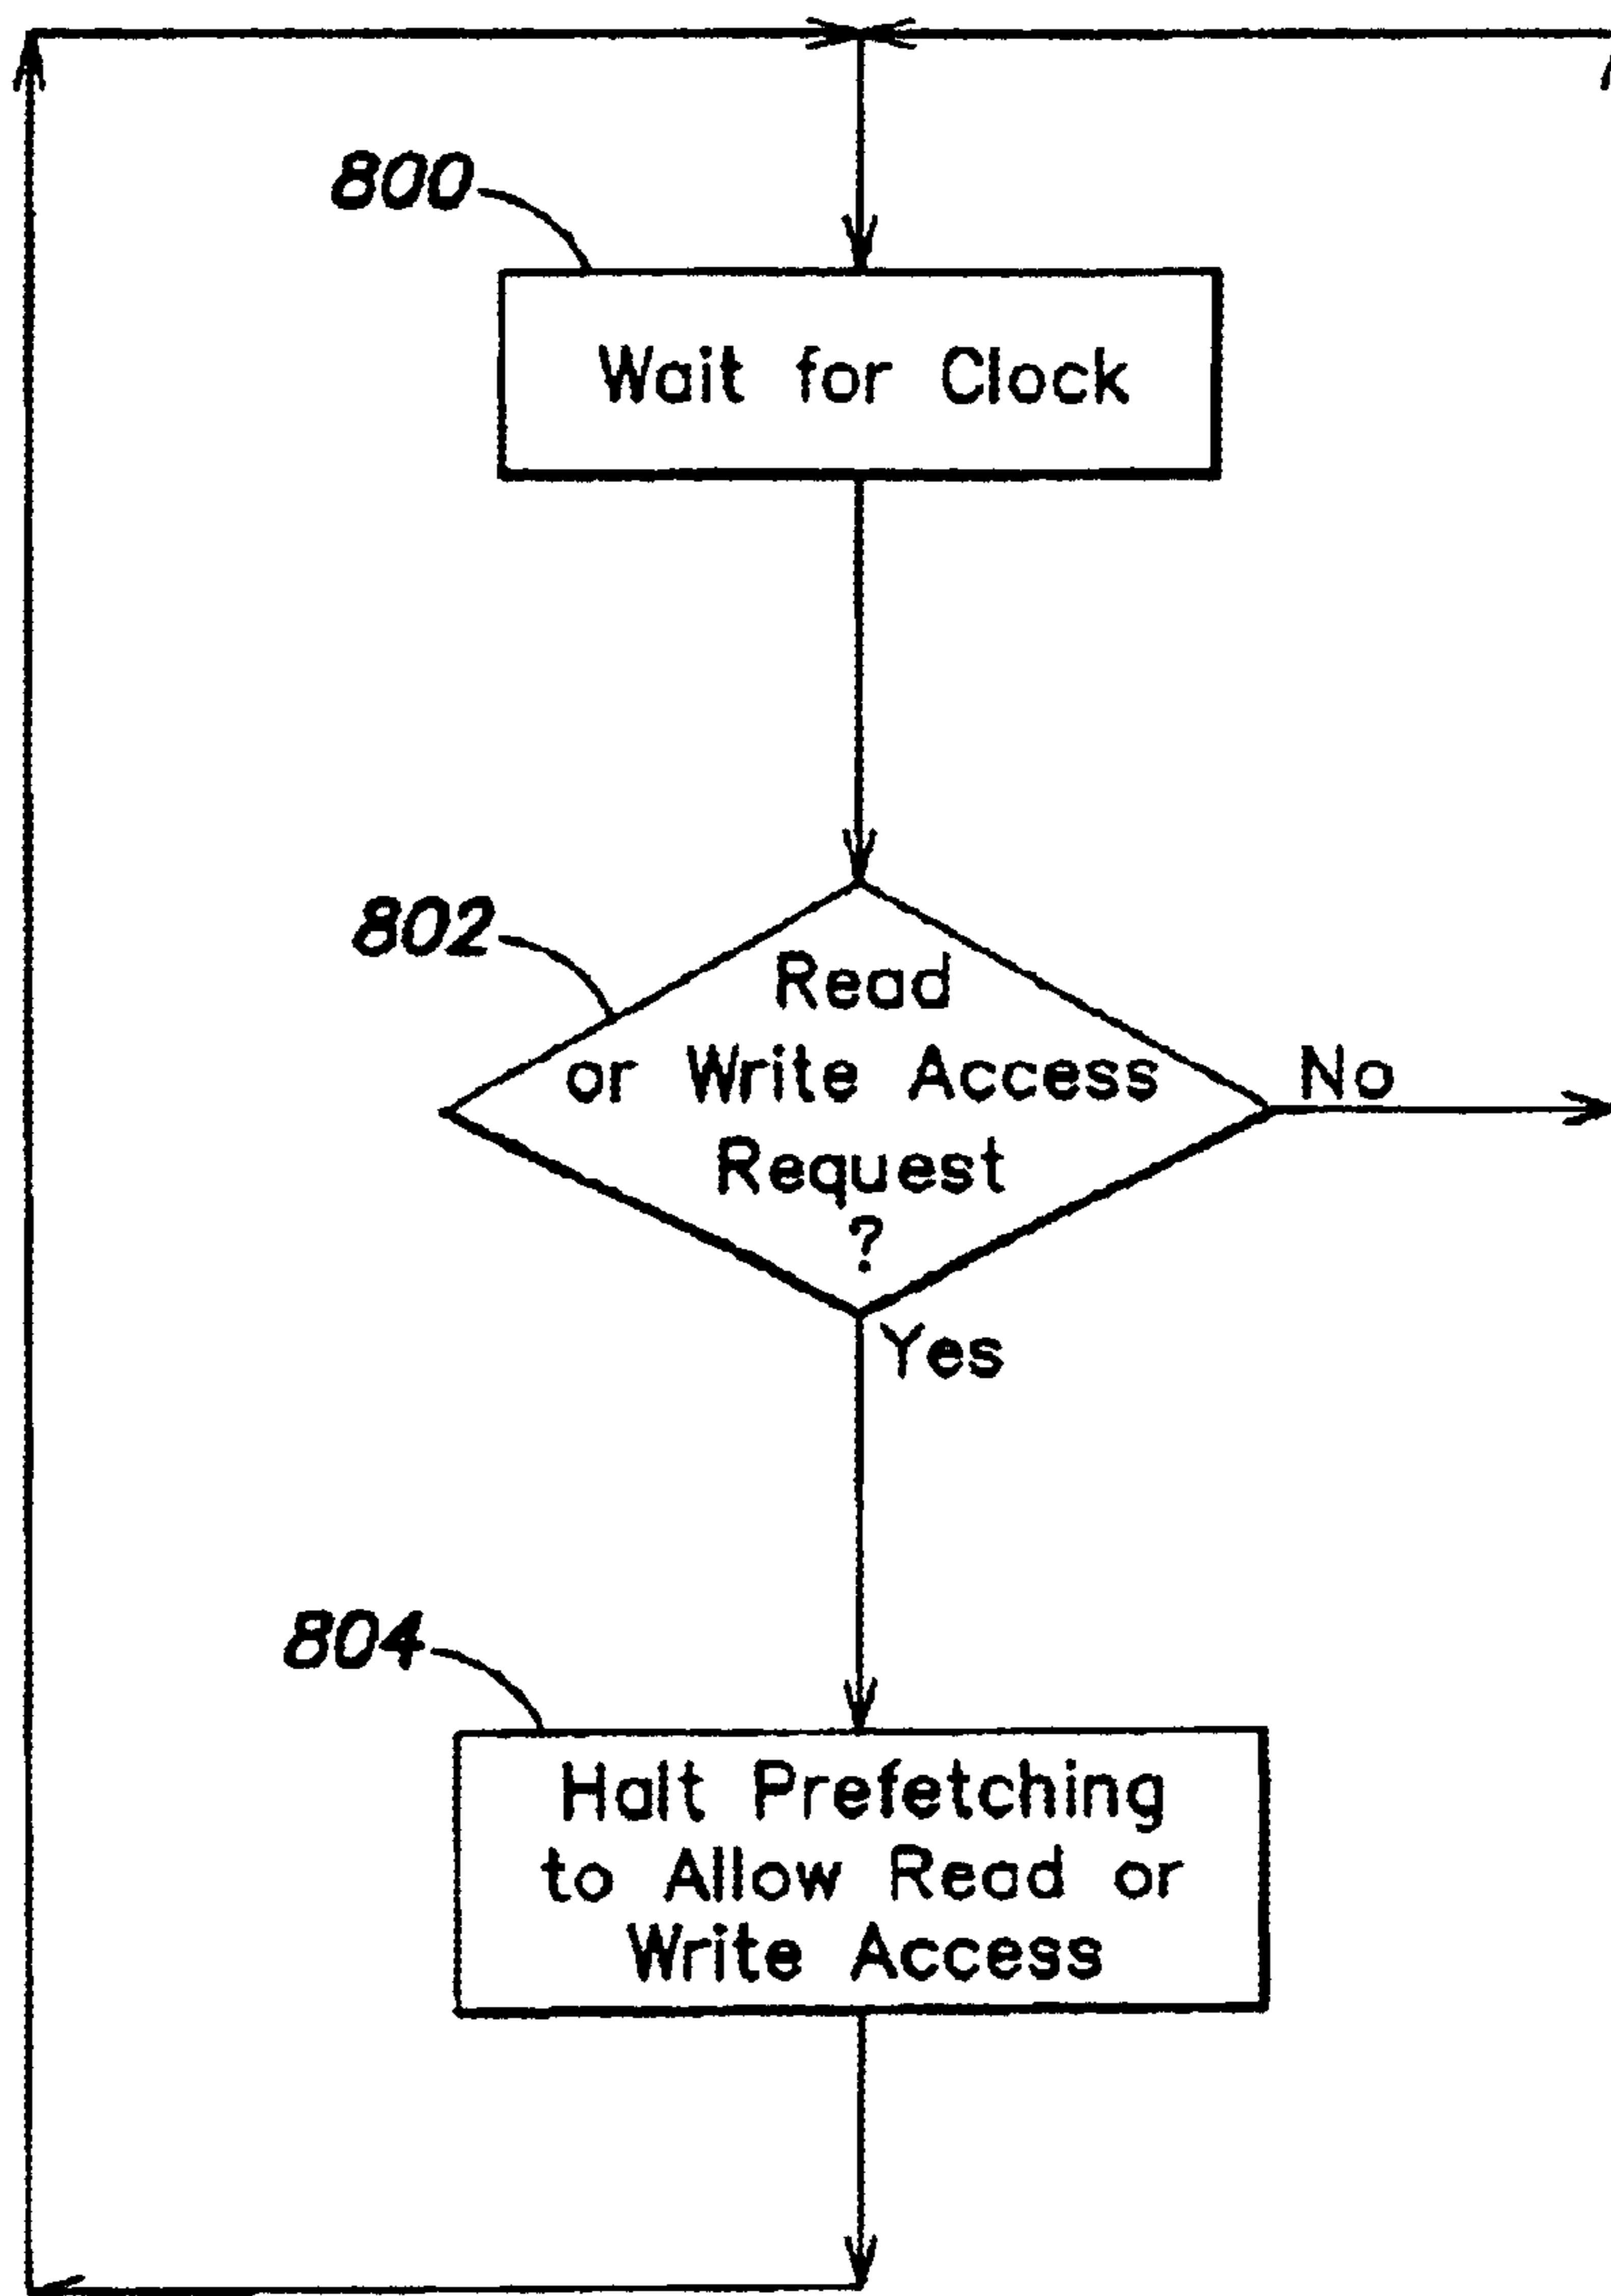 800
Wait for Clock
802
Read
or Write Access
Request
?
No
Yes
804
Halt Prefetching
to Allow Read or
Write Access